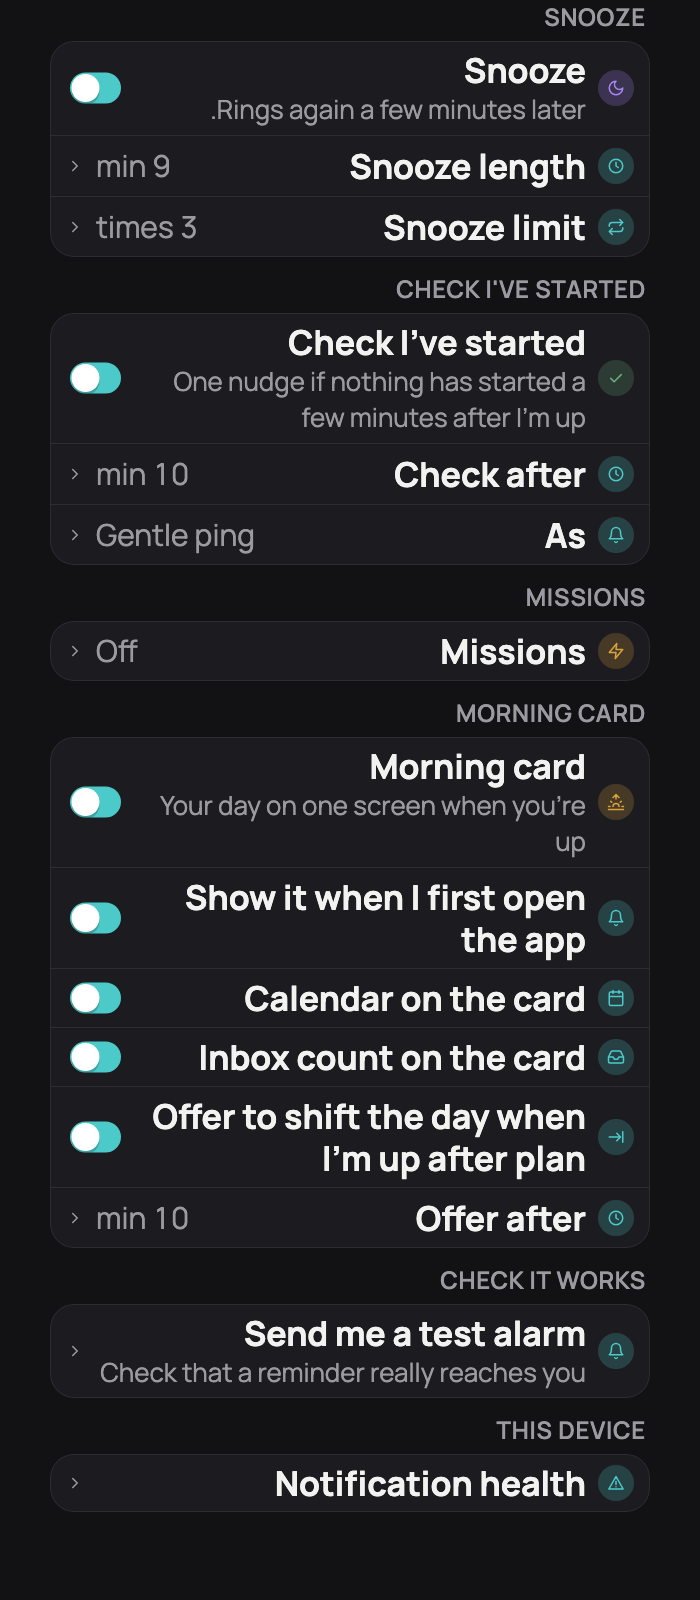 SNOOZE
Snooze
.Rings again a few minutes later
Snooze length
min 9
Snooze limit
times 3
CHECK I'VE STARTED
Check I've started
One nudge if nothing has started a
few minutes after I'm up
Check after
min 10
As
Gentle ping
MISSIONS
Missions
Off
MORNING CARD
Morning card
Your day on one screen when you're
up
Show it when I first open
the app
Calendar on the card
Inbox count on the card
Offer to shift the day when
I'm up after plan
Offer after
min 10
CHECK IT WORKS
Send me a test alarm
Check that a reminder really reaches you
THIS DEVICE
Notification health